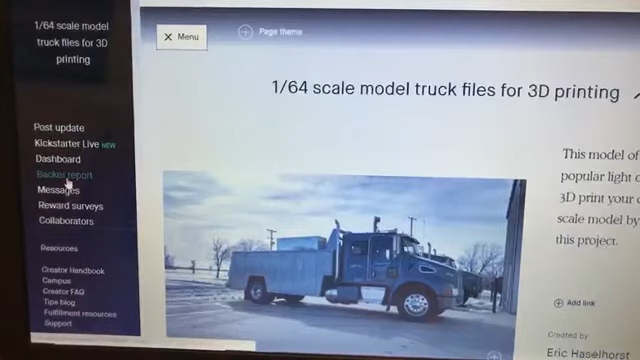 1/64 scale model
truck files for 3D
printing
Post update
Kickstarter Live NEW
Dashboard
Backer report
Messages
Reward surveys
Collaborators
Resources
Creator Handbook
Campus
Creator FAQ
Tips blog
Fulfillment resources
Support
Menu
Page theme
1/64 scale model truck files for 3D printing
This model of
popular light
3D print your
scale model by
this project.
Add link
Created by
Eric Haselhorst